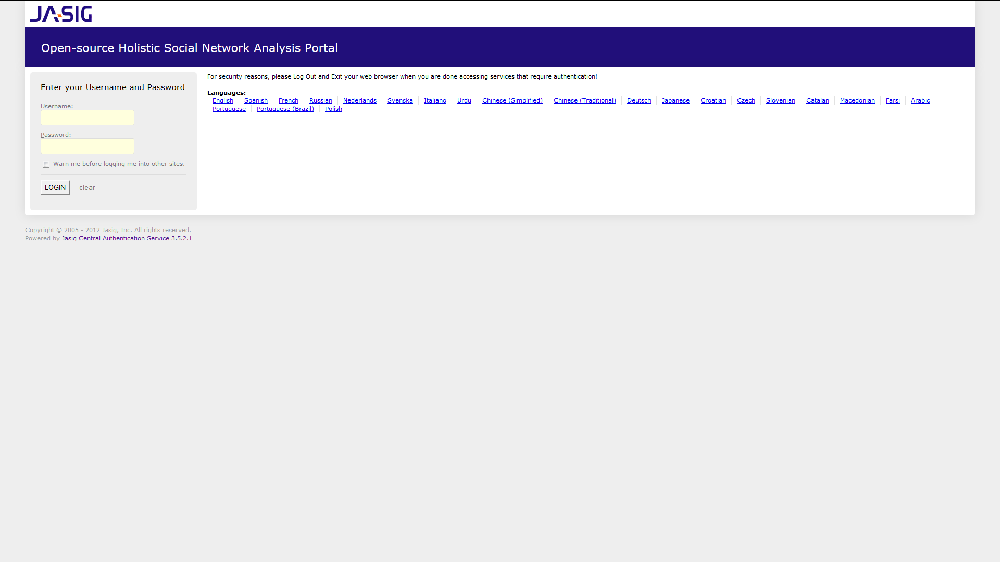 JASIG
Open-source Holistic Social Network Analysis Portal
Enter your Username and Password
Username:
Password:
Warn me before logging me into other sites.
LOGIN clear
For security reasons, please Log Out and Exit your web browser when you are done accessing services that require authentication!
Languages:
English Spanish French Russian Nederlands Svenska Italiano Urdu Chinese (Simplified) Chinese (Traditional) Deutsch Japanese Croatian Czech Slovenian Catalan Macedonian Farsi Arabic
Portuguese Portuguese (Brazil) Polish
Copyright © 2005 - 2012 Jasig, Inc. All rights reserved.
Powered by Jasig Central Authentication Service 3.5.2.1